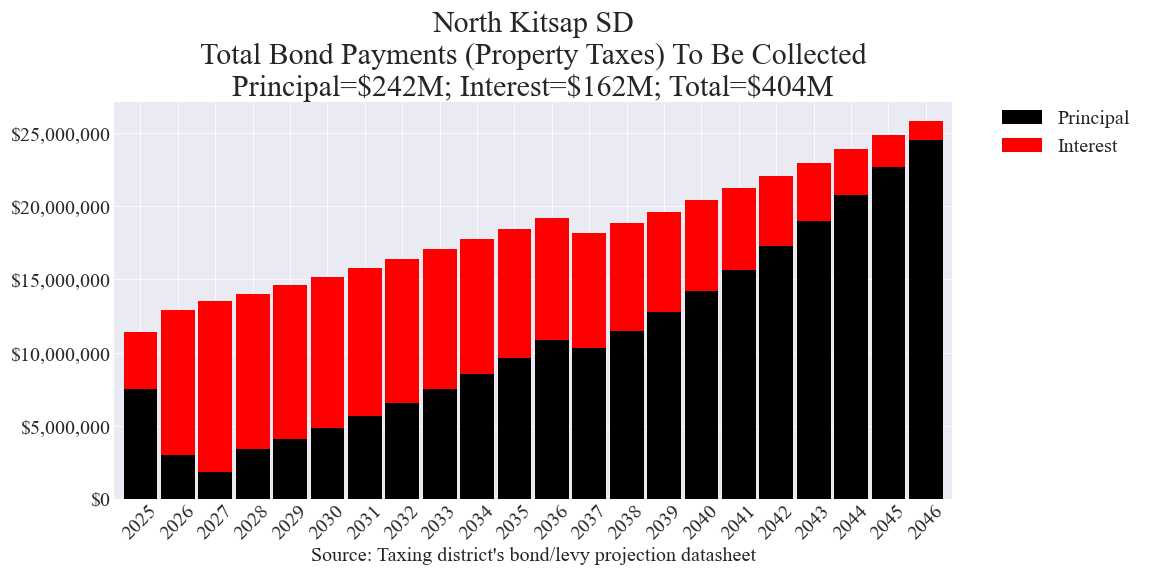 North Kitsap SD
Total Bond Payments (Property Taxes) To Be Collected
Principal=$242M; Interest=$162M; Total=$404M
Principal
Interest
$25,000,000
$20,000,000
$15,000,000
$10,000,000
$5,000,000
$0
2025 2026 2027 2028 2029 2030 2031 2032 2033 2034 2035 2036 2037 2038 2039 2040 2041 2042 2043 2044 2045 2046
Source: Taxing district's bond/levy projection datasheet